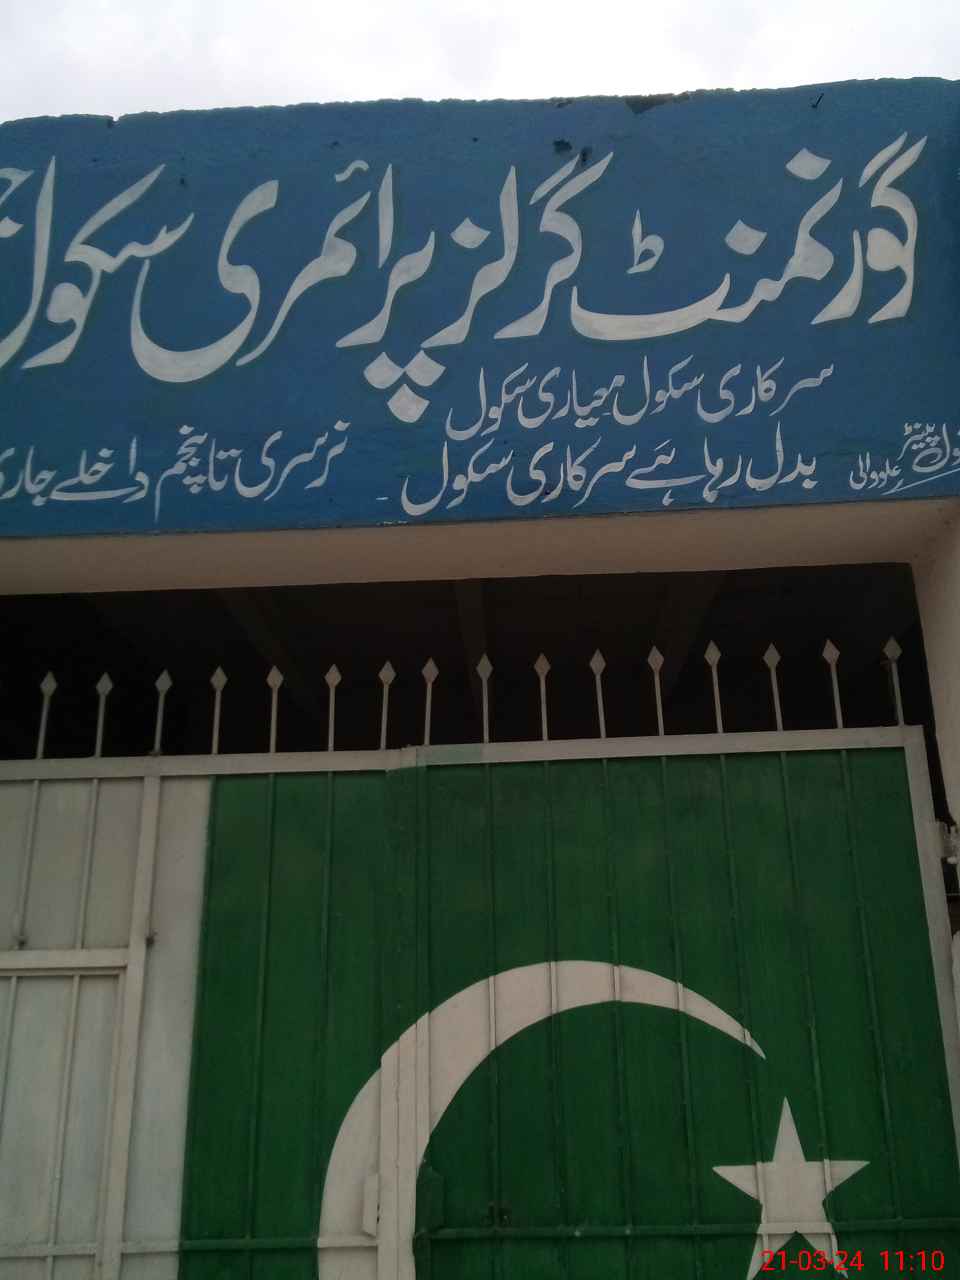 گورنمنٹ گرلز پرائمری سکول
سرکاری سکول معیاری سکول
بدل رہا ہے سرکاری سکول
نرسری تا پنجم داخلے جاری
پینٹر
علووالی
21-03-24 11:10